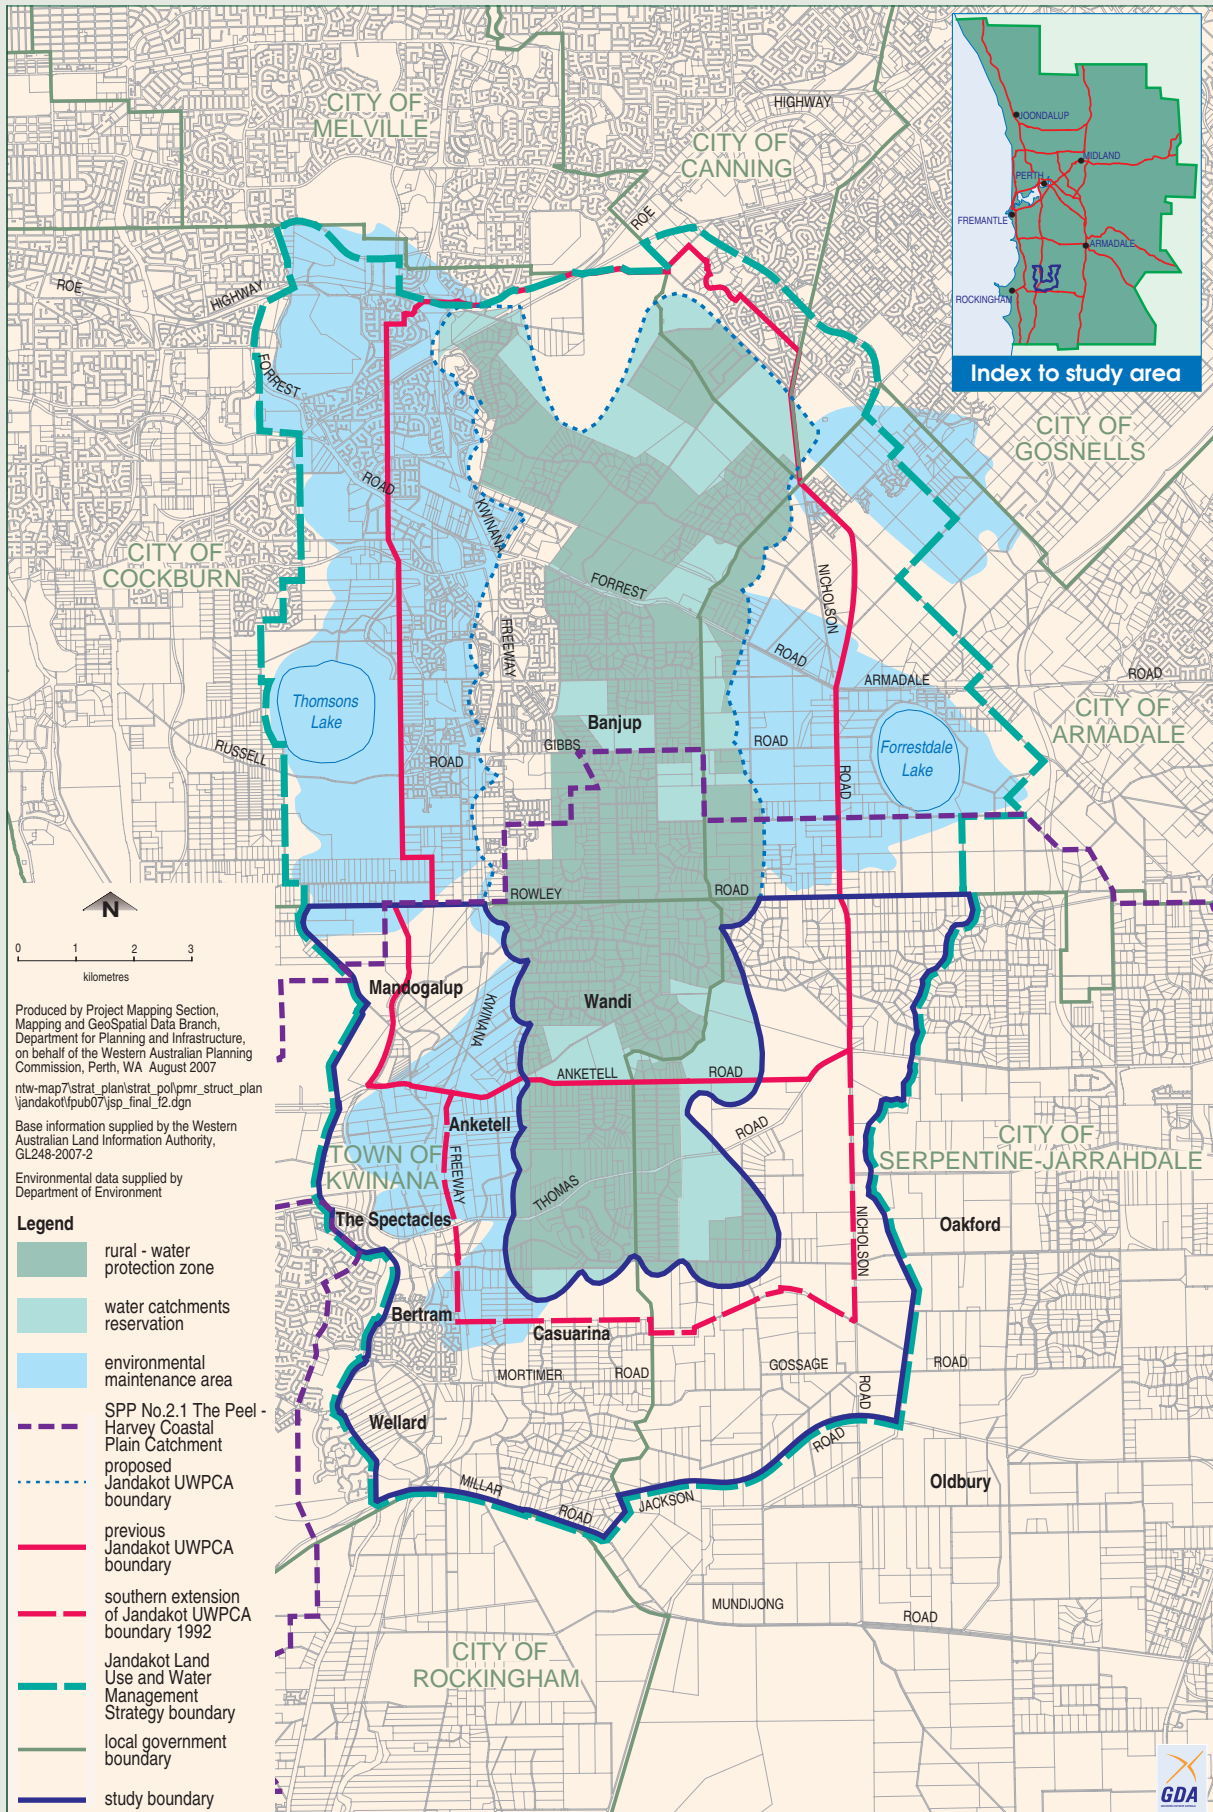 CITY OF
MELVILLE
HIGHWAY
CITY OF
CANNING
ROE
JOONDALUP
MIDLAND
PERTH
FREMANTLE
ARMADALE
ROCKINGHAM
Index to study area
ROE
HIGHWAY
FORREST
ROAD
CITY OF
GOSNELLS
CITY OF
COCKBURN
KWINANA
FREEWAY
FORREST
NICHOLSON
ROAD
ARMADALE
ROAD
Thomsons
Lake
Banjup
CITY OF
ARMADALE
RUSSELL
ROAD
GIBBS
ROAD
Forrestdale
Lake
ROAD
ROWLEY
ROAD
N
0 1 2 3
kilometres
Mandogalup
KWINANA
Wandi
ANKETELL
ROAD
Produced by Project Mapping Section,
Mapping and GeoSpatial Data Branch,
Department for Planning and Infrastructure,
on behalf of the Western Australian Planning
Commission, Perth, WA August 2007
ntw-map7\strat_plan\strat_pol\pmr_struct_plan
\jandakot\fpub07\jsp_final_f2.dgn
Base information supplied by the Western
Australian Land Information Authority,
GL248-2007-2
Environmental data supplied by
Department of Environment
Anketell
TOWN OF
KWINANA
FREEWAY
ROAD
THOMAS
CITY OF
SERPENTINE-JARRAHDALE
The Spectacles
NICHOLSON
Oakford
Bertram
Casuarina
MORTIMER
ROAD
GOSSAGE
ROAD
ROAD
Wellard
ROAD
MILLAR
ROAD
JACKSON
Oldbury
MUNDIJONG
ROAD
CITY OF
ROCKINGHAM
Legend
rural - water
protection zone
water catchments
reservation
environmental
maintenance area
SPP No.2.1 The Peel -
Harvey Coastal
Plain Catchment
proposed
Jandakot UWPCA
boundary
previous
Jandakot UWPCA
boundary
southern extension
of Jandakot UWPCA
boundary 1992
Jandakot Land
Use and Water
Management
Strategy boundary
local government
boundary
study boundary
GDA